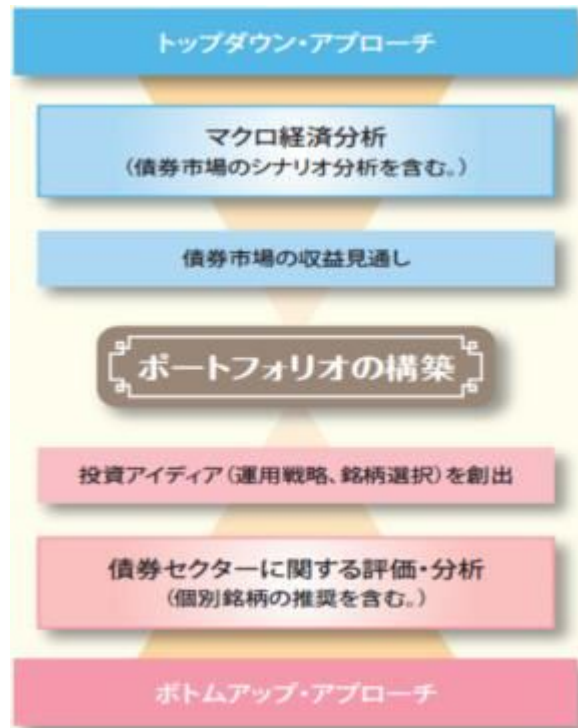 トップダウン・アプローチ
マクロ経済分析
(債券市場のシナリオ分析を含む。)
債券市場の収益見通し
ポートフォリオの構築
投資アイディア(運用戦略、銘柄選択)を創出
債券セクターに関する評価・分析
(個別銘柄の推奨を含む。)
ボトムアップ・アプローチ